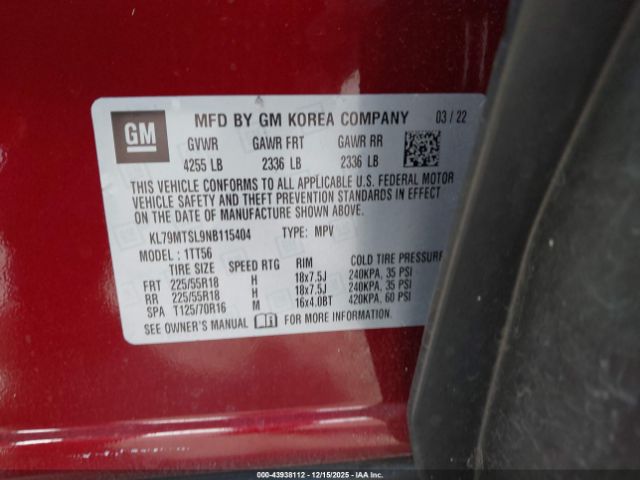 GM
MFD BY GM KOREA COMPANY 03 / 22
GVWR GAWR FRT GAWR RR
4255 LB 2336 LB 2336 LB
THIS VEHICLE CONFORMS TO ALL APPLICABLE U.S. FEDERAL MOTOR
VEHICLE SAFETY AND THEFT PREVENTION STANDARDS IN EFFECT
ON THE DATE OF MANUFACTURE SHOWN ABOVE.
KL79MTSL9NB115404 TYPE: MPV
MODEL : 1TT56
TIRE SIZE SPEED RTG RIM COLD TIRE PRESSURE
FRT 225/55R18 H 18x7.5J 240KPA, 35 PSI
RR 225/55R18 H 18x7.5J 240KPA, 35 PSI
SPA T125/70R16 M 16x4.0BT 420KPA, 60 PSI
SEE OWNER'S MANUAL FOR MORE INFORMATION.
000-43938112 - 12/15/2025 - IAAI.COM